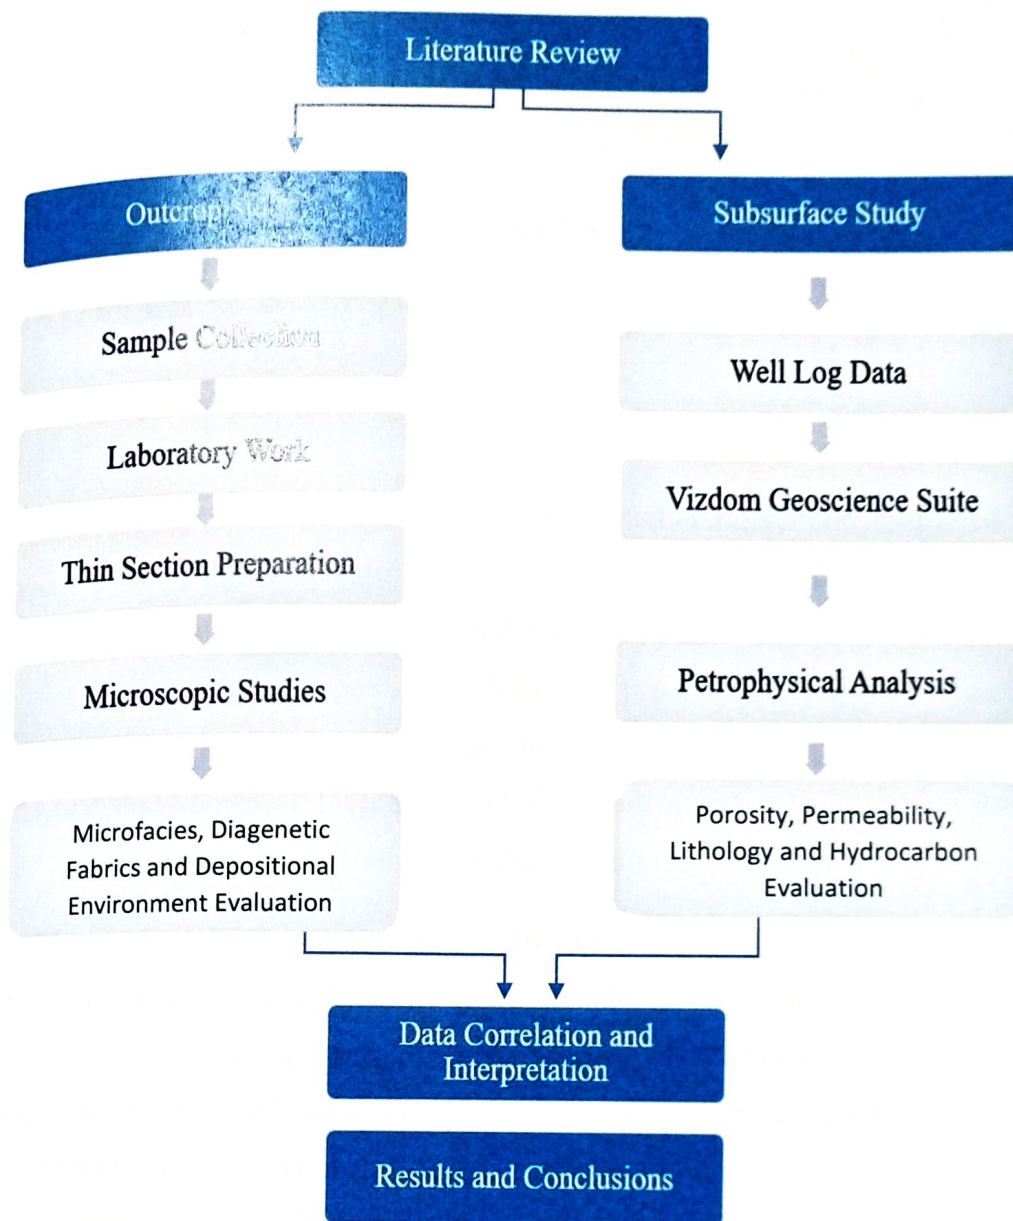 Literature Review
Outcrop
Subsurface Study
Sample Collection
Well Log Data
Laboratory Work
Vizdom Geoscience Suite
Thin Section Preparation
Microscopic Studies
Petrophysical Analysis
Microfacies, Diagenetic
Fabrics and Depositional
Environment Evaluation
Porosity, Permeability,
Lithology and Hydrocarbon
Evaluation
Data Correlation and
Interpretation
Results and Conclusions